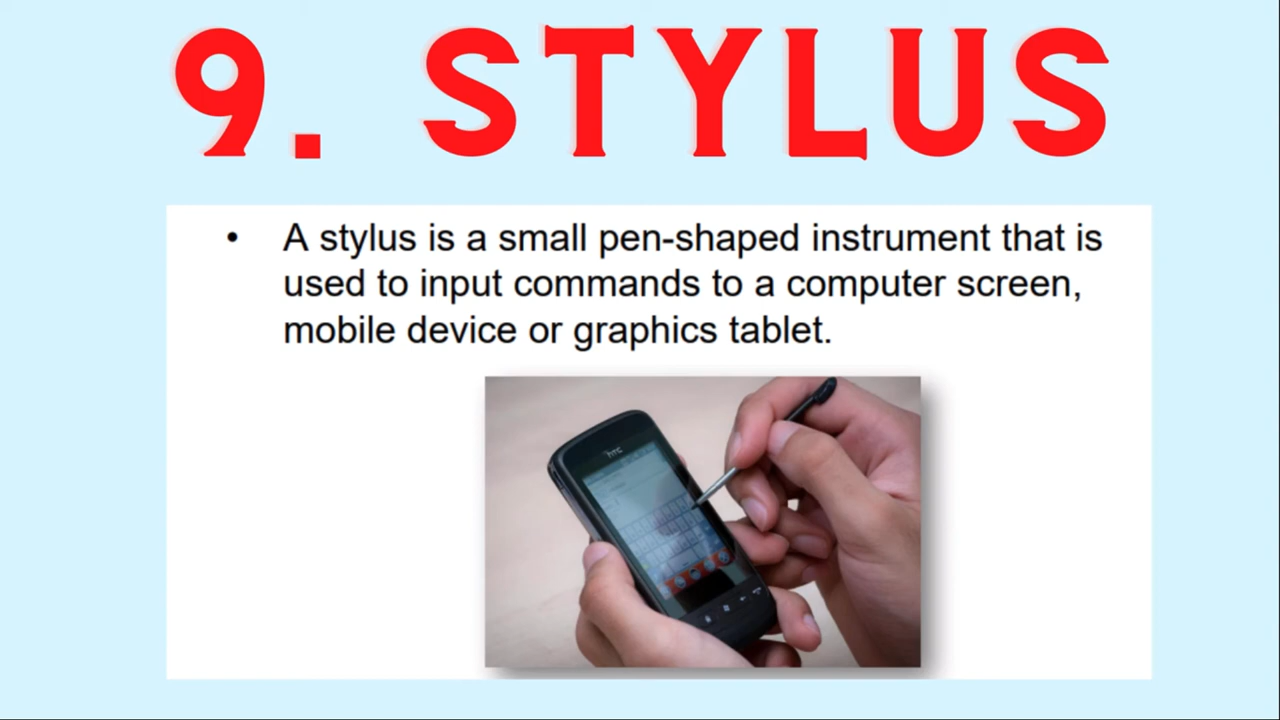 9. STYLUS
• A stylus is a small pen-shaped instrument that is
used to input commands to a computer screen,
mobile device or graphics tablet.
hTC